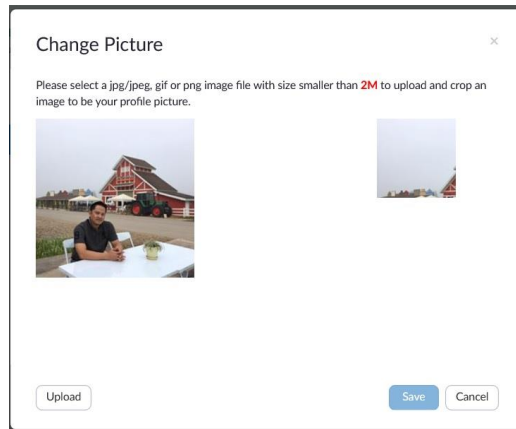 Change Picture
×
Please select a jpg/jpeg, gif or png image file with size smaller than 2M to upload and crop an
image to be your profile picture.
Upload
Save
Cancel